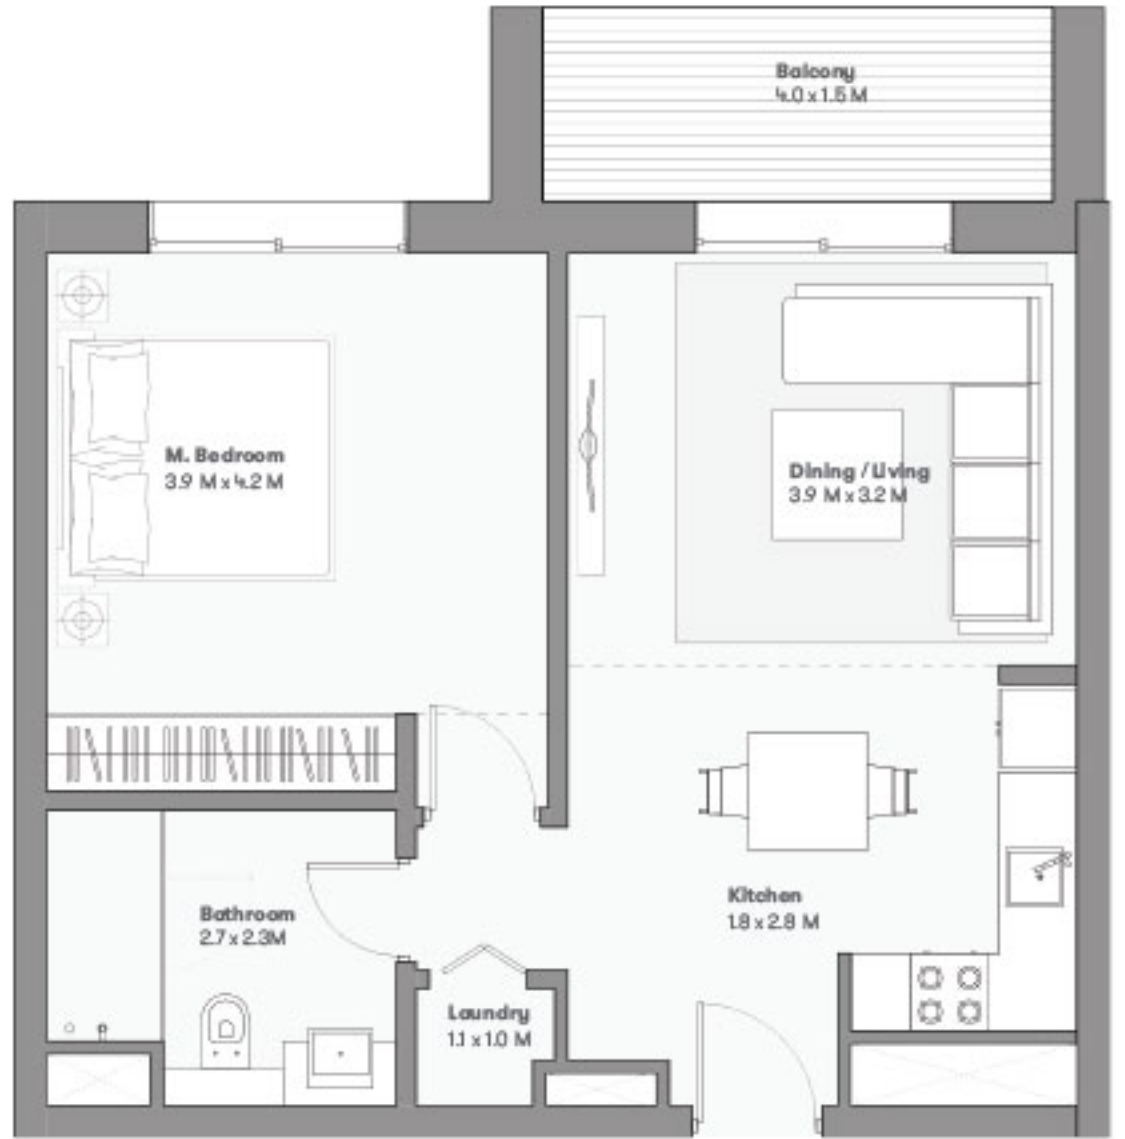 Balcony
4.0 x 1.5 M
M. Bedroom
3.9 M x 4.2 M
Dining / Living
3.9 M x 3.2 M
Kitchen
1.8 x 2.8 M
Bathroom
2.7 x 2.3M
Laundry
1.1 x 1.0 M